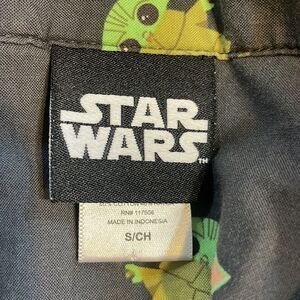 STAR
WARS
TM
RN# 117506
MADE IN INDONESIA
S/CH